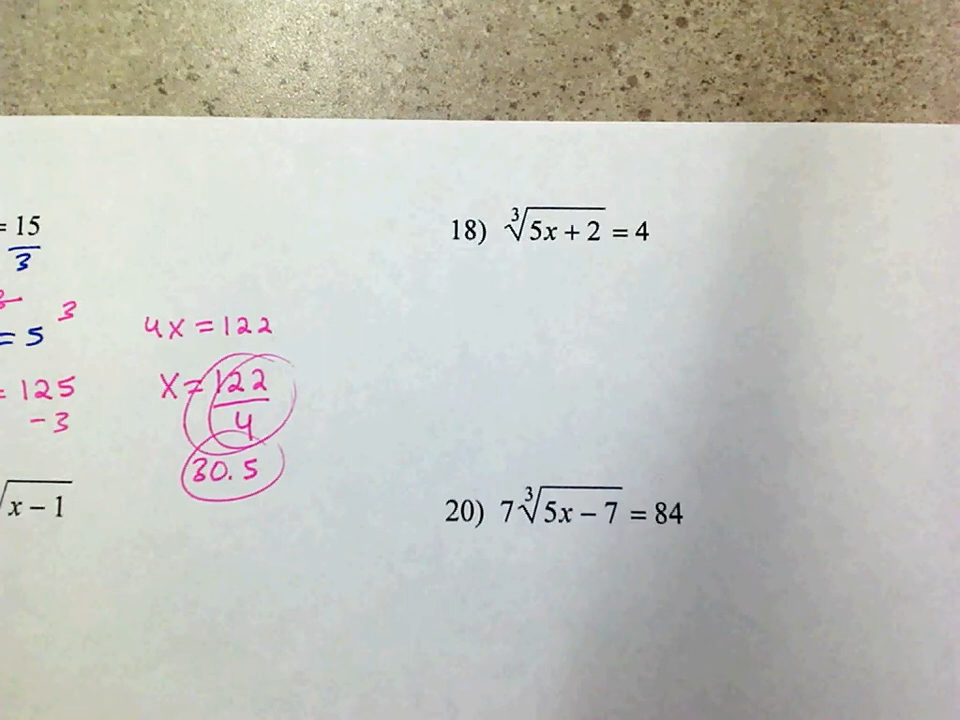 = 15
3
3
= 5
= 125
- 3
√x − 1
4x = 122
x = 122
4
30.5
18) ∛5x + 2 = 4
20) 7∛5x − 7 = 84